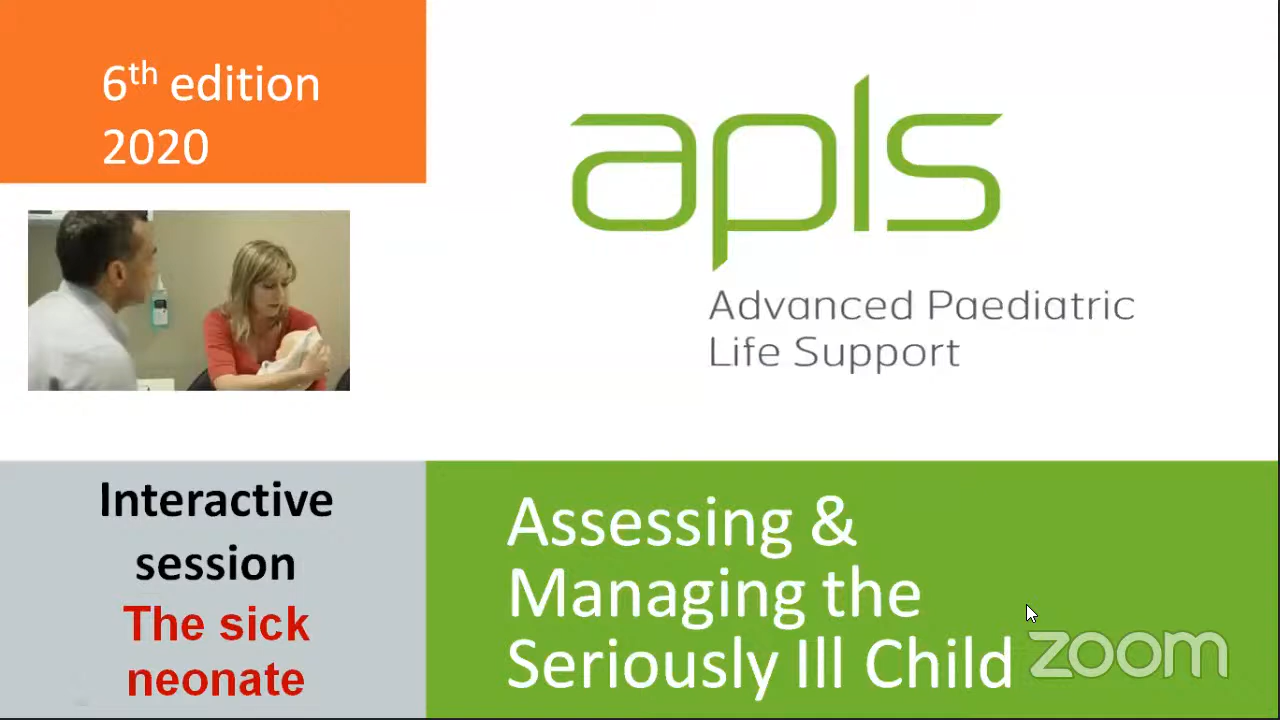 6th edition
2020
apls
Advanced Paediatric
Life Support
Interactive
session
The sick
neonate
Assessing &
Managing the
Seriously Ill Child
zoom